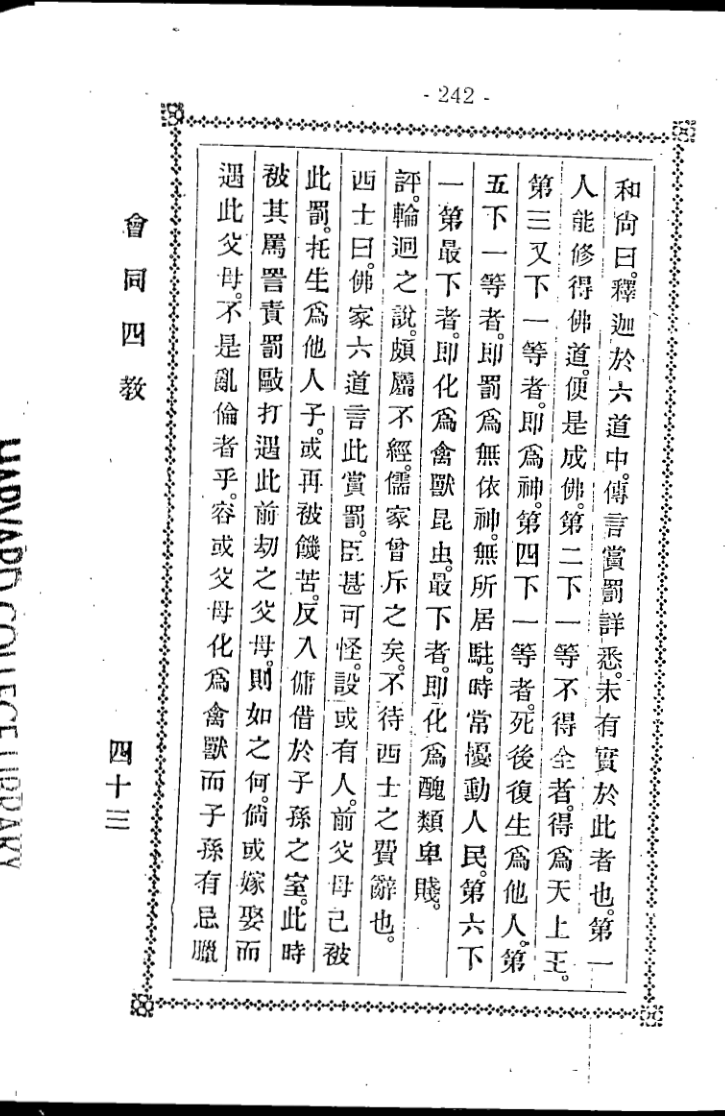 - 242 -
和尙曰。釋迦於六道中。傳言賞罰詳悉。未有實於此者也。第一
人能修得佛道。便是成佛。第二下一等不得全者。得爲天上王。
第三又下一等者。卽爲神。第四下一等者。死後復生爲他人。第
五下一等者。卽罰爲無依神。無所居駐。時常擾動人民。第六下
一第最下者。卽化爲禽獸昆虫。最下者。卽化爲醜類卑賤。
評。輪迴之說。頗屬不經。儒家曾斥之矣。不待西士之費辭也。
西士曰。佛家六道言此賞罰。臣甚可怪。設或有人。前父母已被
此罰。托生爲他人子。或再被饑苦。反入傭借於子孫之室。此時
被其罵詈責罰毆打遇此前刼之父母。則如之何。倘或嫁娶而
遇此父母。不是亂倫者乎。容或父母化爲禽獸而子孫有忌臘
會同四教
四十三
HARVARD COLLEGE LIBRARY